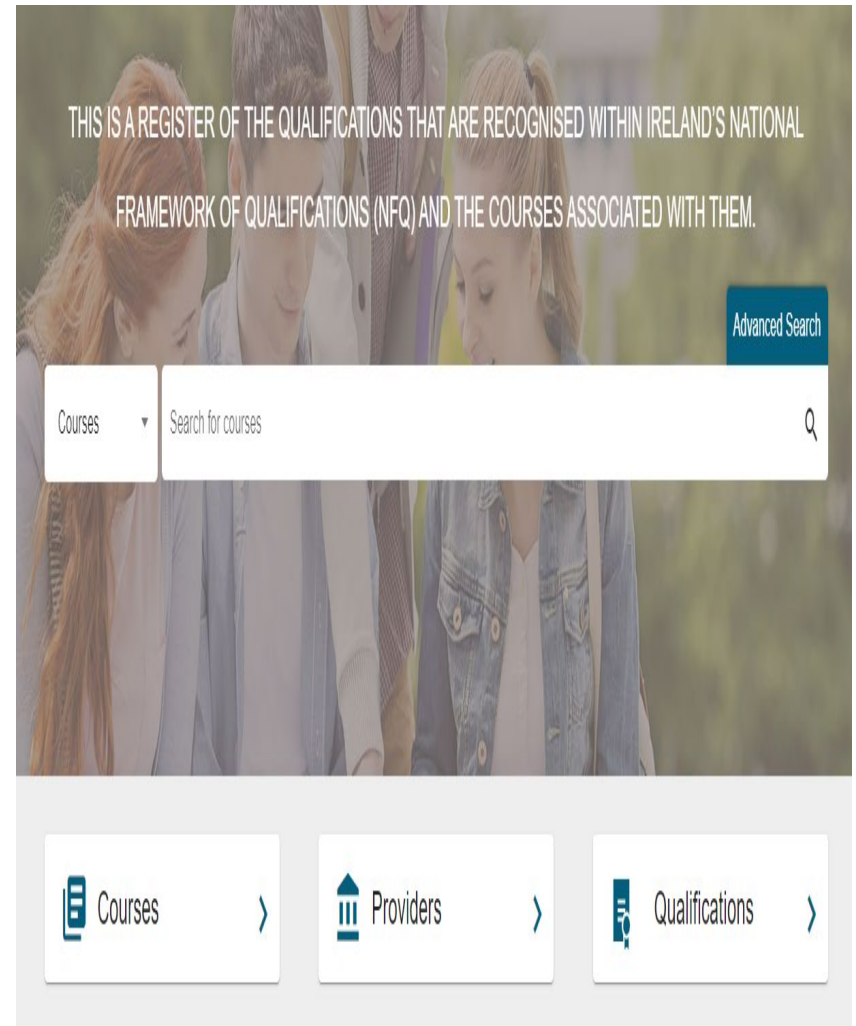 THIS IS A REGISTER OF THE QUALIFICATIONS THAT ARE RECOGNISED WITHIN IRELAND'S NATIONAL
FRAMEWORK OF QUALIFICATIONS (NFQ) AND THE COURSES ASSOCIATED WITH THEM.
Advanced Search
Courses Search for courses
Courses Providers Qualifications